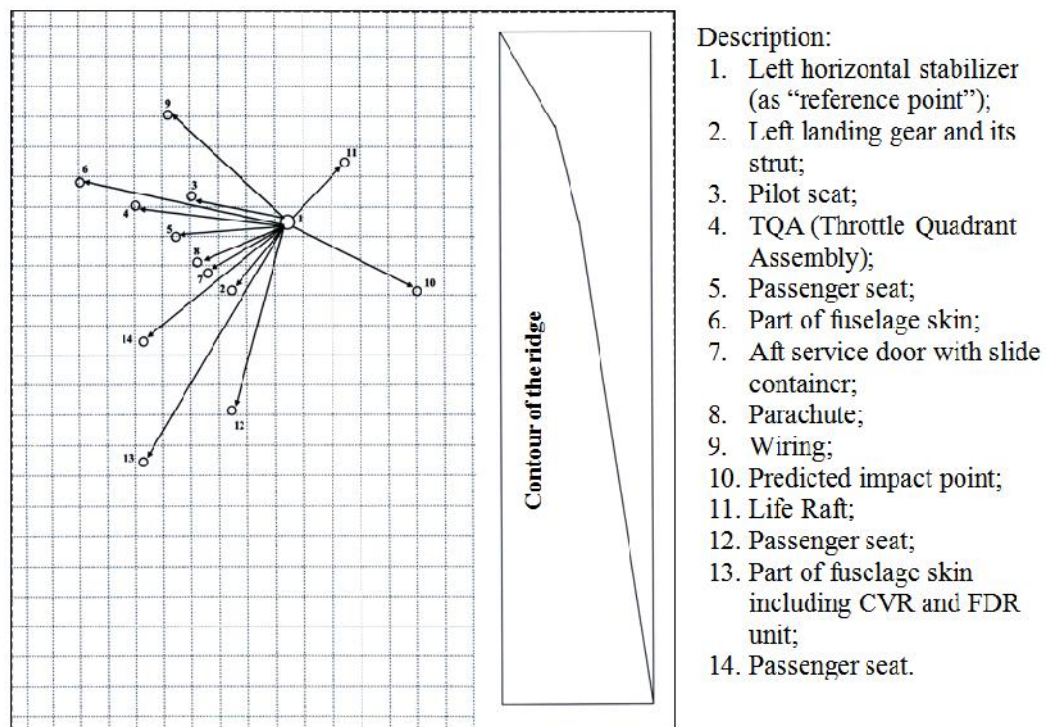 9
11
6
3
4
1
5
8
7
10
2
14
12
13
Contour of the ridge
Description:
1. Left horizontal stabilizer
(as “reference point”);
2. Left landing gear and its
strut;
3. Pilot seat;
4. TQA (Throttle Quadrant
Assembly);
5. Passenger seat;
6. Part of fuselage skin;
7. Aft service door with slide
container;
8. Parachute;
9. Wiring;
10. Predicted impact point;
11. Life Raft;
12. Passenger seat;
13. Part of fuselage skin
including CVR and FDR
unit;
14. Passenger seat.